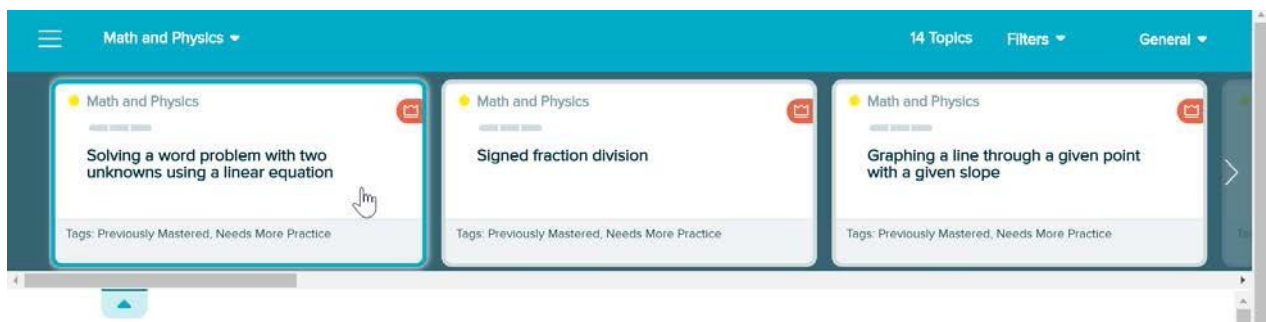 Math and Physics
14 Topics
Filters
General
Math and Physics
Solving a word problem with two
unknowns using a linear equation
Tags: Previously Mastered, Needs More Practice
Math and Physics
Signed fraction division
Tags: Previously Mastered, Needs More Practice
Math and Physics
Graphing a line through a given point
with a given slope
Tags: Previously Mastered, Needs More Practice